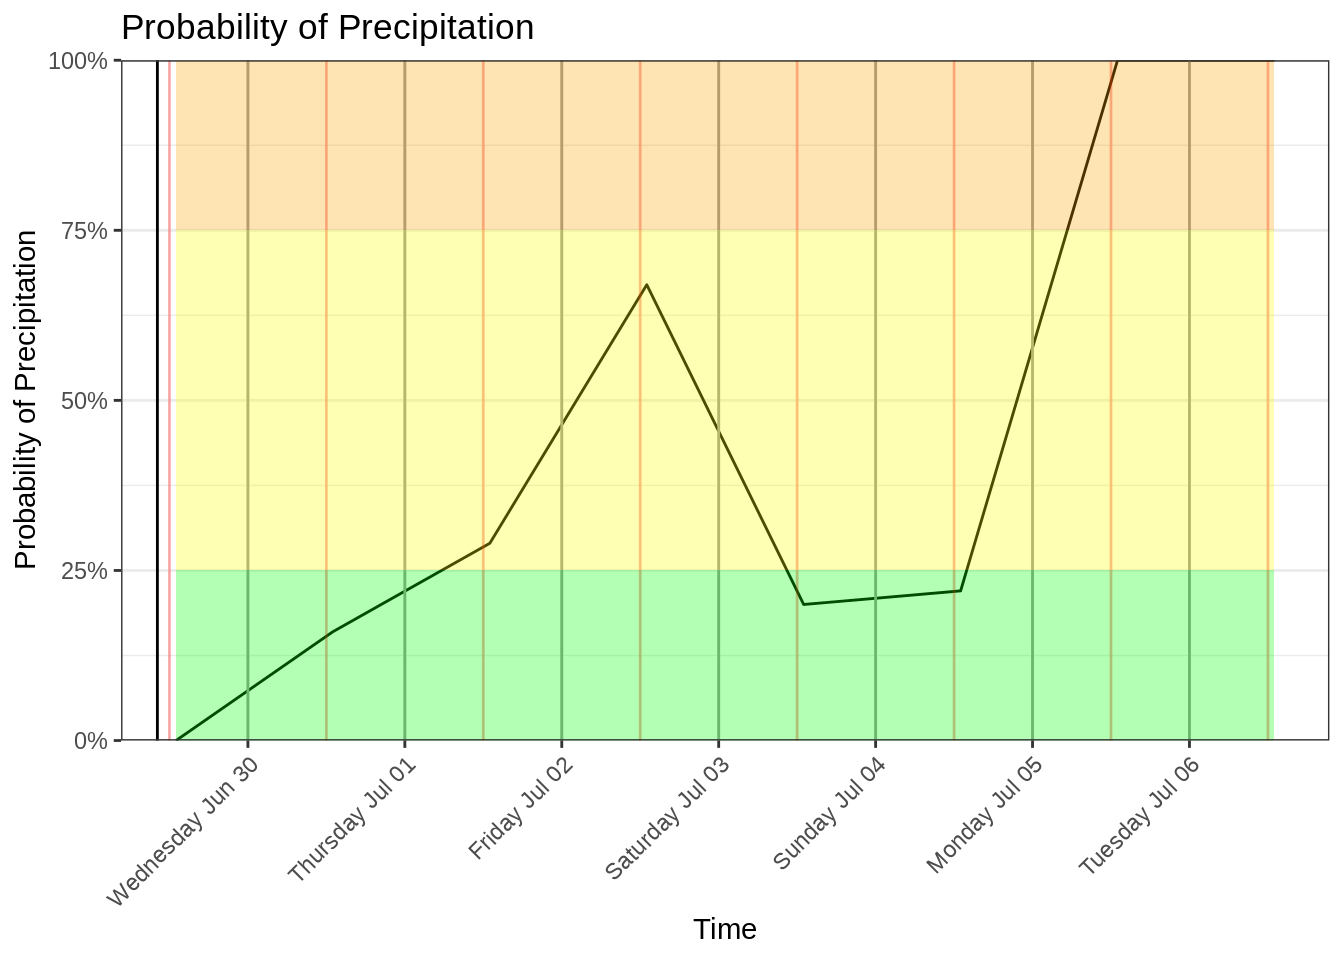 Probability of Precipitation
Probability of Precipitation
100%
75%
50%
25%
0%
Wednesday Jun 30
Thursday Jul 01
Friday Jul 02
Saturday Jul 03
Sunday Jul 04
Monday Jul 05
Tuesday Jul 06
Time